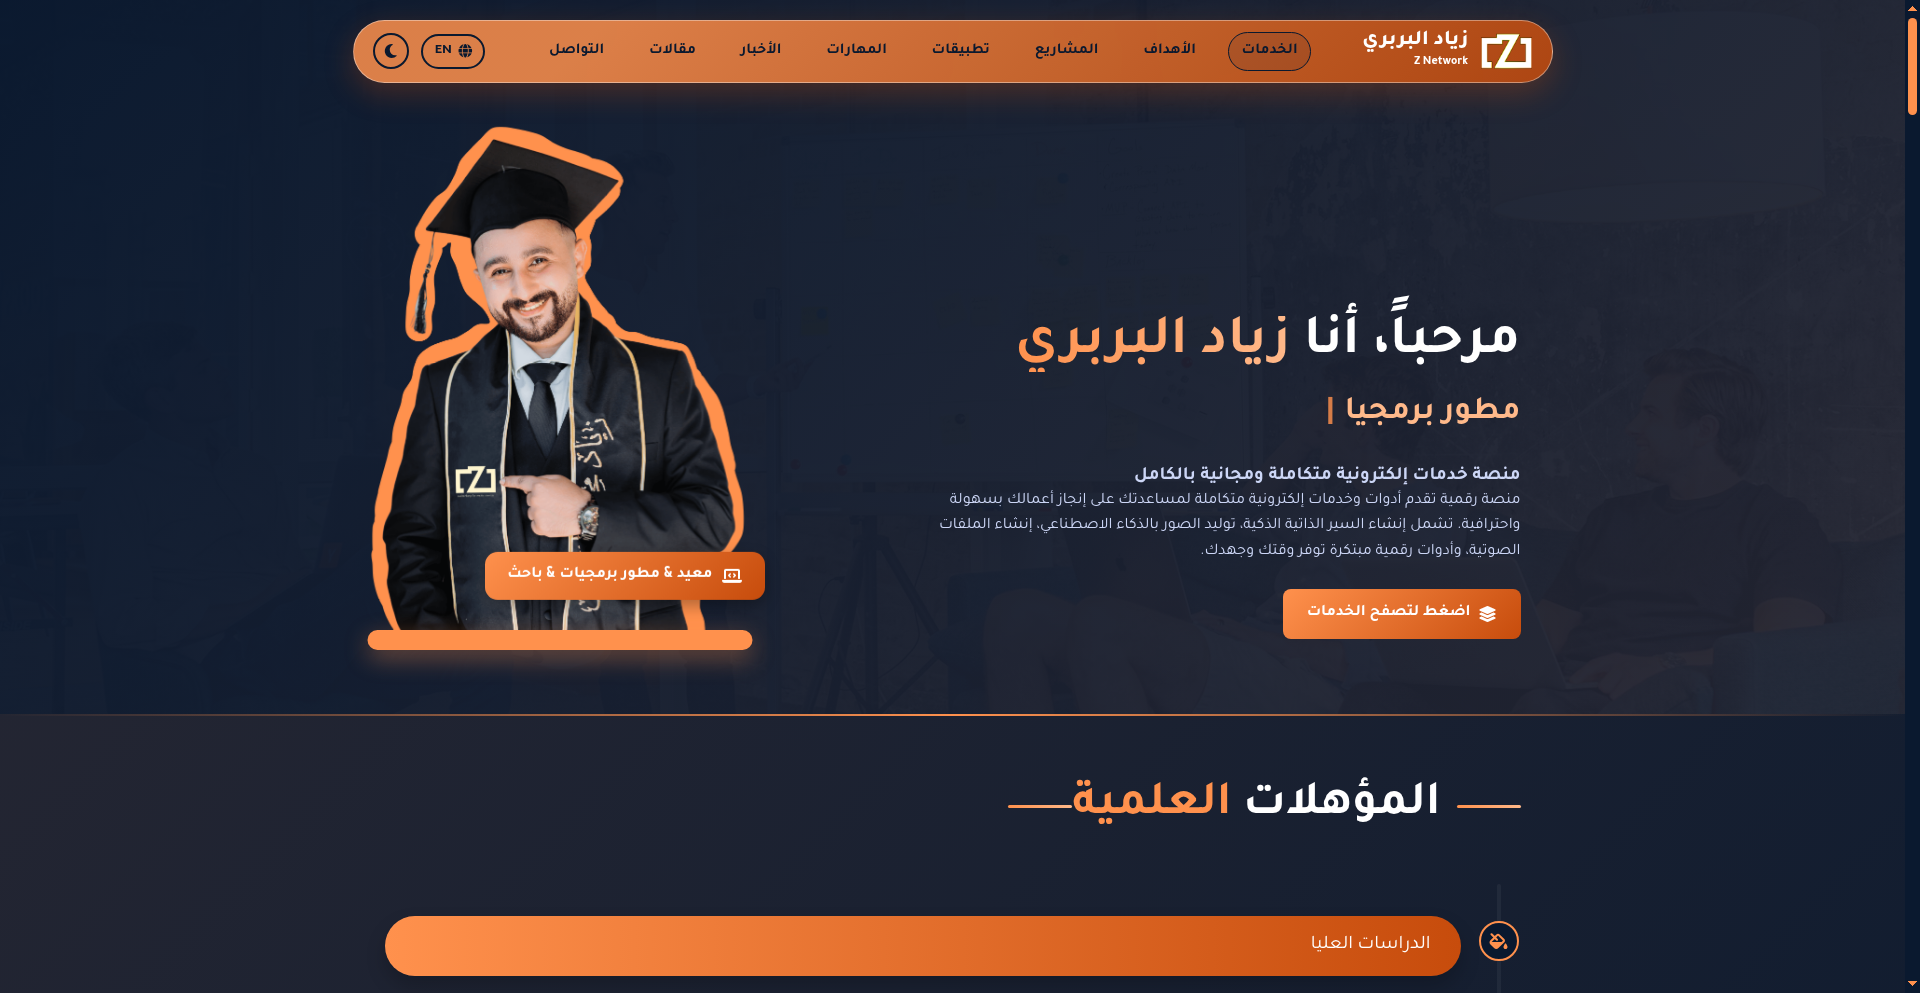 زياد البربري
Z Network
الخدمات
الأهداف
المشاريع
تطبيقات
المهارات
الأخبار
مقالات
التواصل
EN
مرحباً، أنا زياد البربري
مطور برمجيا |
منصة خدمات إلكترونية متكاملة ومجانية بالكامل
منصة رقمية تقدم أدوات وخدمات إلكترونية متكاملة لمساعدتك على إنجاز أعمالك بسهولة
واحترافية. تشمل إنشاء السير الذاتية الذكية، توليد الصور بالذكاء الاصطناعي، إنشاء الملفات
الصوتية، وأدوات رقمية مبتكرة توفر وقتك وجهدك.
اضغط لتصفح الخدمات
معيد & مطور برمجيات & باحث
المؤهلات العلمية
الدراسات العليا